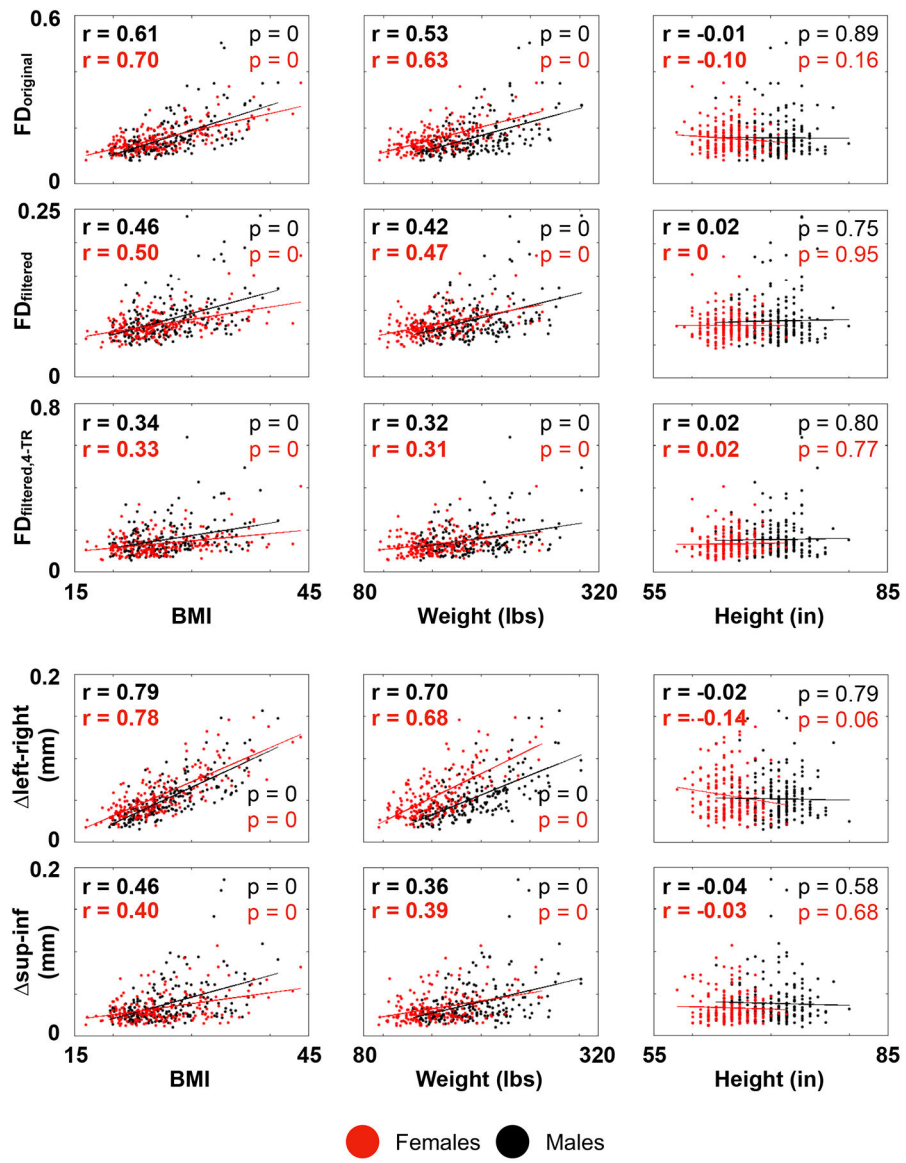 0.6
r = 0.61 p = 0
r = 0.70 p = 0
r = 0.53 p = 0
r = 0.63 p = 0
r = -0.01 p = 0.89
r = -0.10 p = 0.16
FDoriginal
0
0.25
r = 0.46 p = 0
r = 0.50 p = 0
r = 0.42 p = 0
r = 0.47 p = 0
r = 0.02 p = 0.75
r = 0 p = 0.95
FDfiltered
0
0.8
r = 0.34 p = 0
r = 0.33 p = 0
r = 0.32 p = 0
r = 0.31 p = 0
r = 0.02 p = 0.80
r = 0.02 p = 0.77
FDfiltered,4-TR
0
15 45
BMI
80 320
Weight (lbs)
55 85
Height (in)
0.2
r = 0.79
r = 0.78
p = 0
p = 0
r = 0.70
r = 0.68
p = 0
p = 0
r = -0.02 p = 0.79
r = -0.14 p = 0.06
Δleft-right
(mm)
0
0.2
r = 0.46 p = 0
r = 0.40 p = 0
r = 0.36 p = 0
r = 0.39 p = 0
r = -0.04 p = 0.58
r = -0.03 p = 0.68
Δsup-inf
(mm)
0
15 45
BMI
80 320
Weight (lbs)
55 85
Height (in)
Females Males